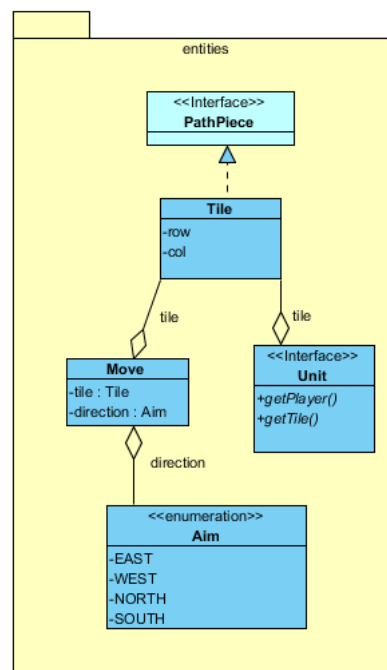 entities
<<Interface>>
PathPiece
Tile
-row
-col
tile
tile
Move
-tile : Tile
-direction : Aim
<<Interface>>
Unit
+getPlayer()
+getTile()
direction
<<enumeration>>
Aim
-EAST
-WEST
-NORTH
-SOUTH